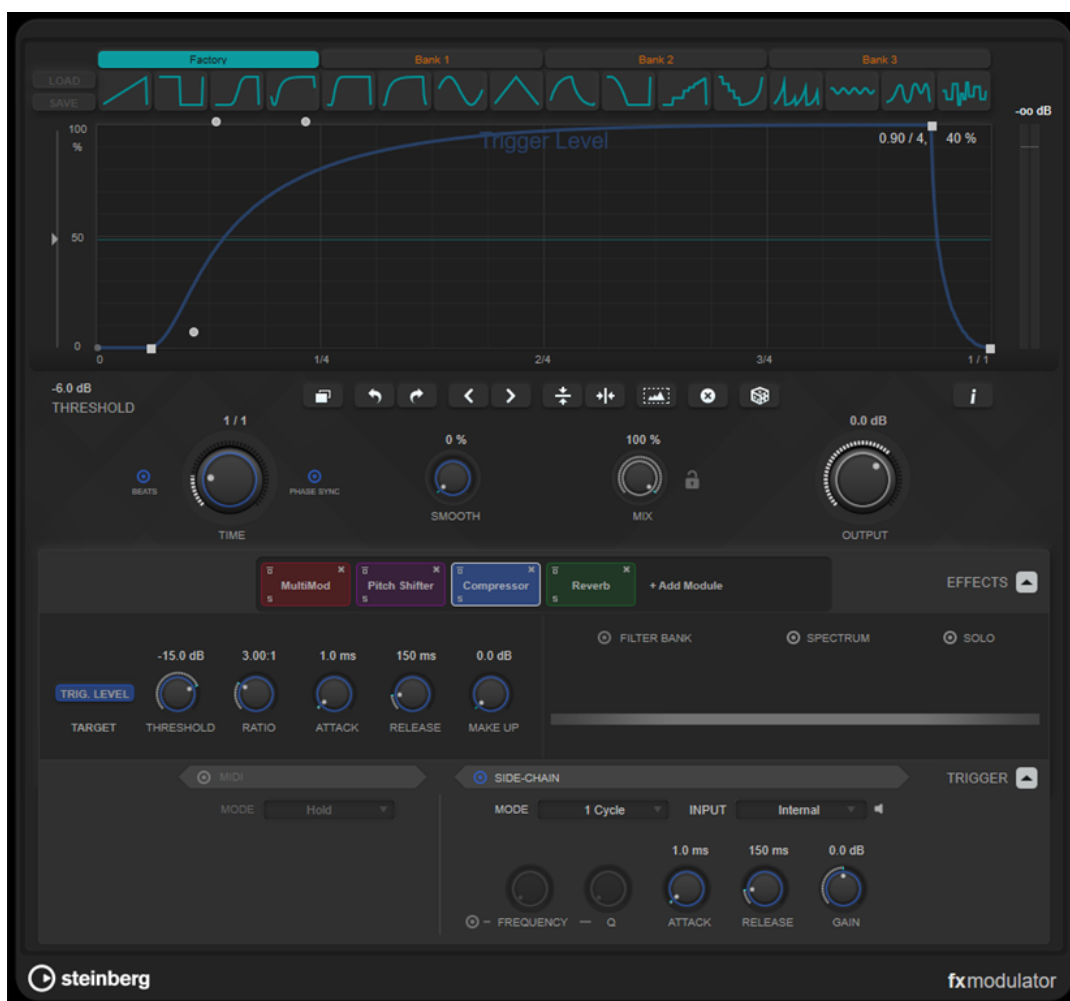 Factory Bank 1 Bank 2 Bank 3
LOAD
SAVE
-oo dB
100
%
Trigger Level
0.90 / 4, 40 %
50
0
0 1/4 2/4 3/4 1 / 1
-6.0 dB
THRESHOLD
i
1 / 1
0 %
100 %
0.0 dB
BEATS
PHASE SYNC
SMOOTH
MIX
TIME
OUTPUT
MultiMod
S
Pitch Shifter
S
Compressor
S
Reverb
S
+ Add Module
EFFECTS
FILTER BANK SPECTRUM SOLO
-15.0 dB 3.00:1 1.0 ms 150 ms 0.0 dB
TRIG. LEVEL
TARGET THRESHOLD RATIO ATTACK RELEASE MAKE UP
MIDI
SIDE-CHAIN
TRIGGER
MODE Hold
MODE 1 Cycle INPUT Internal
1.0 ms 150 ms 0.0 dB
FREQUENCY Q ATTACK RELEASE GAIN
steinberg
fxmodulator